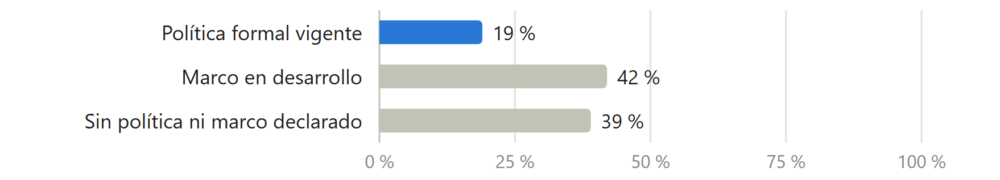 Política formal vigente 19 %
Marco en desarrollo 42 %
Sin política ni marco declarado 39 %
0 % 25 % 50 % 75 % 100 %